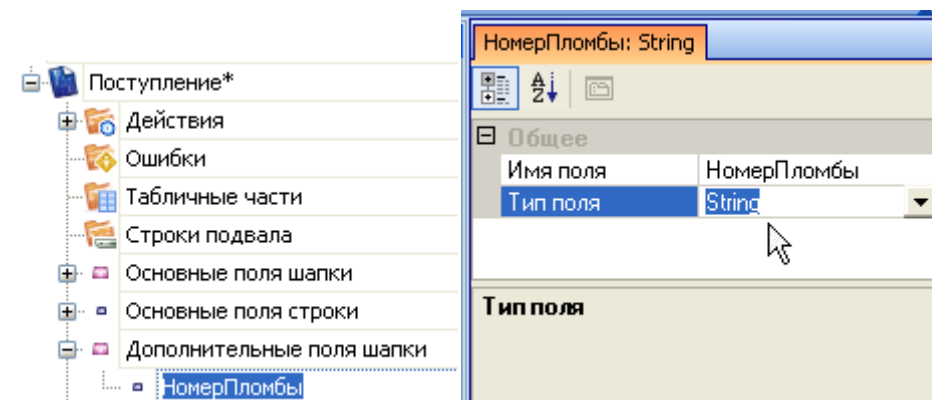 Поступление*
Действия
Ошибки
Табличные части
Строки подвала
Основные поля шапки
Основные поля строки
Дополнительные поля шапки
НомерПломбы
НомерПломбы: String
Общее
Имя поля НомерПломбы
Тип поля String
Тип поля